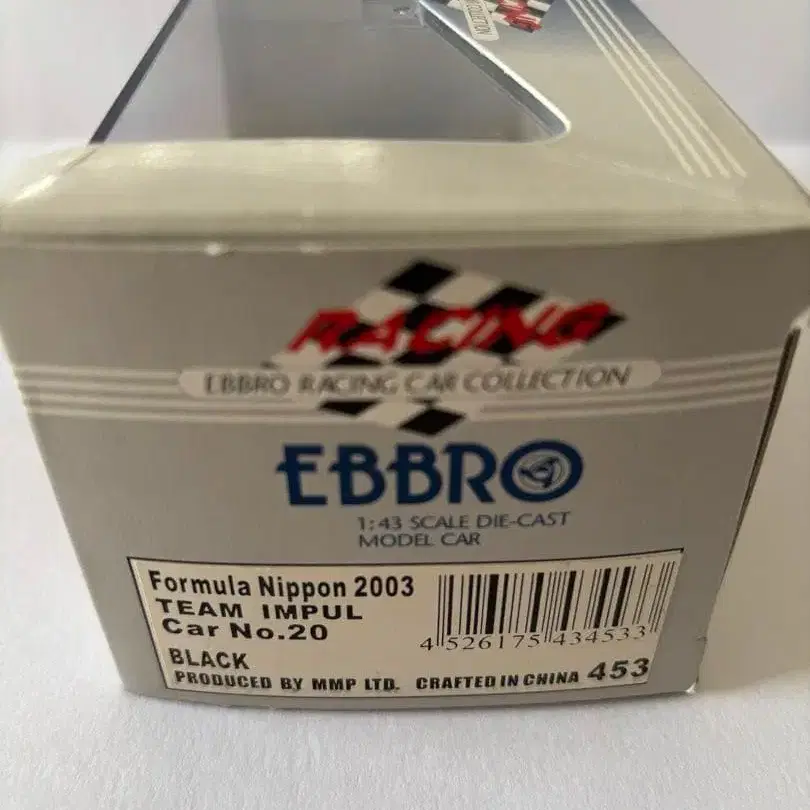 RACING
EBBRO RACING CAR COLLECTION
EBBRO
1:43 SCALE DIE-CAST
MODEL CAR
Formula Nippon 2003
TEAM IMPUL
Car No.20
BLACK
4 526175 434533
PRODUCED BY MMP LTD. CRAFTED IN CHINA 453